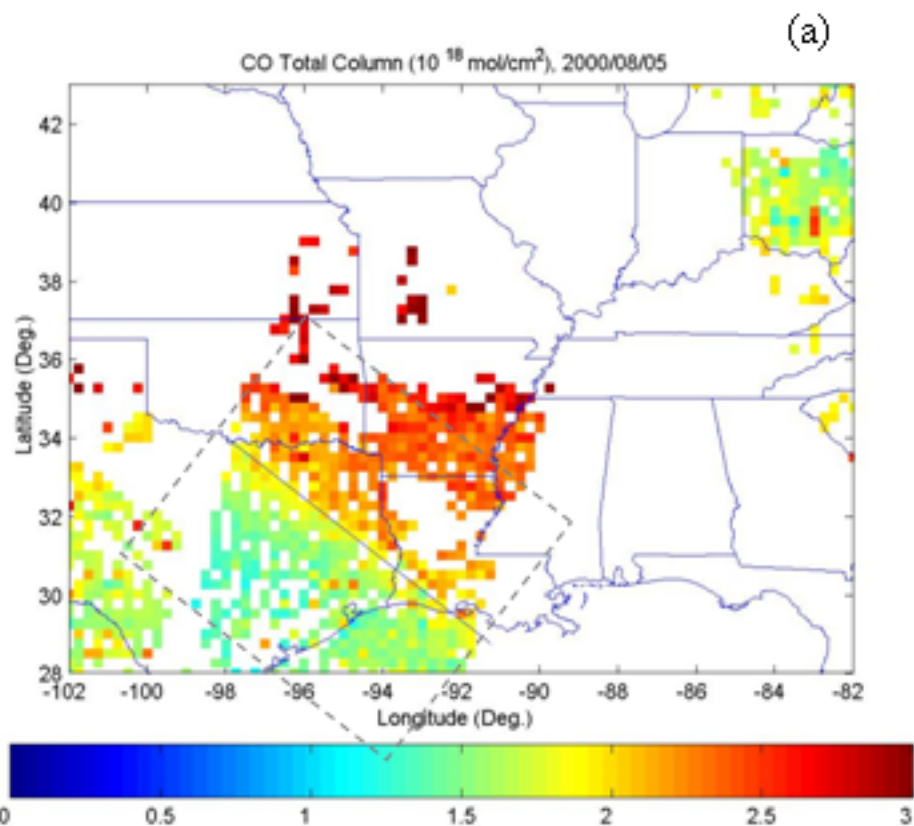 (a)
CO Total Column (10 18 mol/cm2), 2000/08/05
Latitude (Deg.)
42
40
38
36
34
32
30
28
-102 -100 -98 -96 -94 -92 -90 -88 -86 -84 -82
Longitude (Deg.)
0 0.5 1 1.5 2 2.5 3